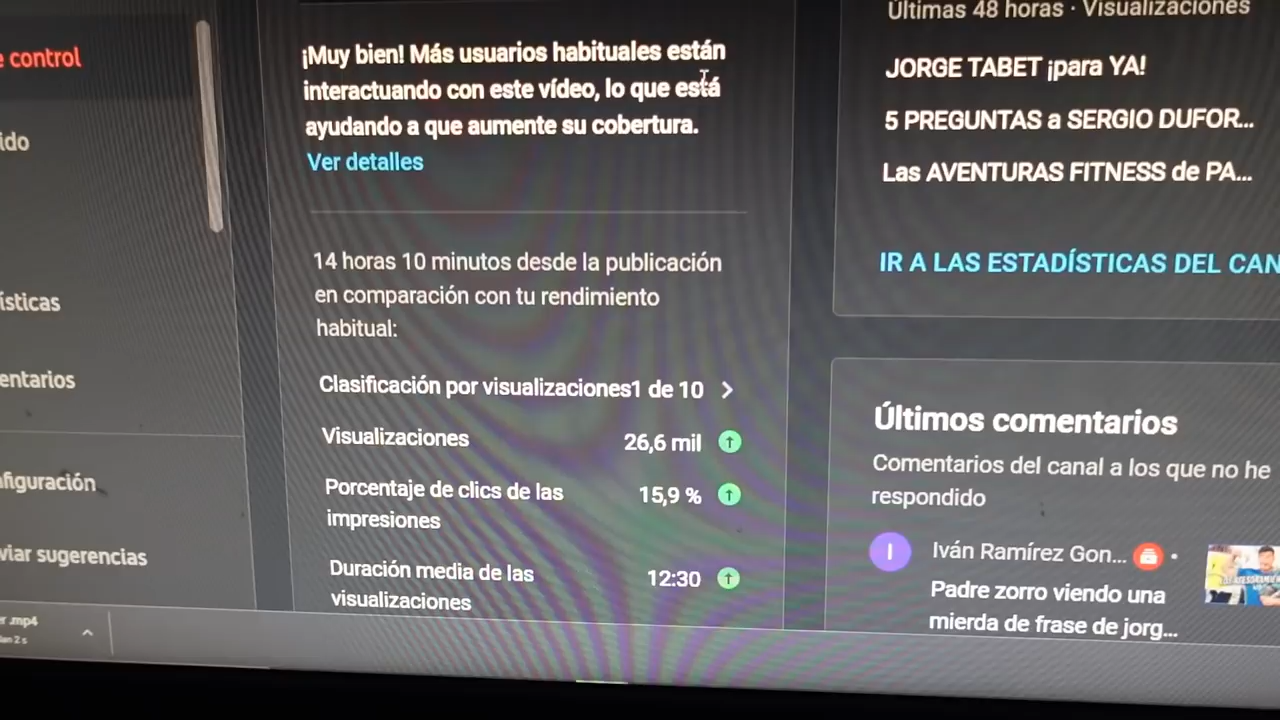 e control
ido
ísticas
entarios
nfiguración
viar sugerencias
er.mp4
¡Muy bien! Más usuarios habituales están
interactuando con este vídeo, lo que está
ayudando a que aumente su cobertura.
Ver detalles
14 horas 10 minutos desde la publicación
en comparación con tu rendimiento
habitual:
Clasificación por visualizaciones1 de 10
Visualizaciones 26,6 mil
Porcentaje de clics de las
impresiones 15,9 %
Duración media de las
visualizaciones 12:30
Últimas 48 horas · Visualizaciones
JORGE TABET ¡para YA!
5 PREGUNTAS a SERGIO DUFOR...
Las AVENTURAS FITNESS de PA...
IR A LAS ESTADÍSTICAS DEL CAN
Últimos comentarios
Comentarios del canal a los que no he
respondido
I
Iván Ramírez Gon... •
Padre zorro viendo una
mierda de frase de jorg...